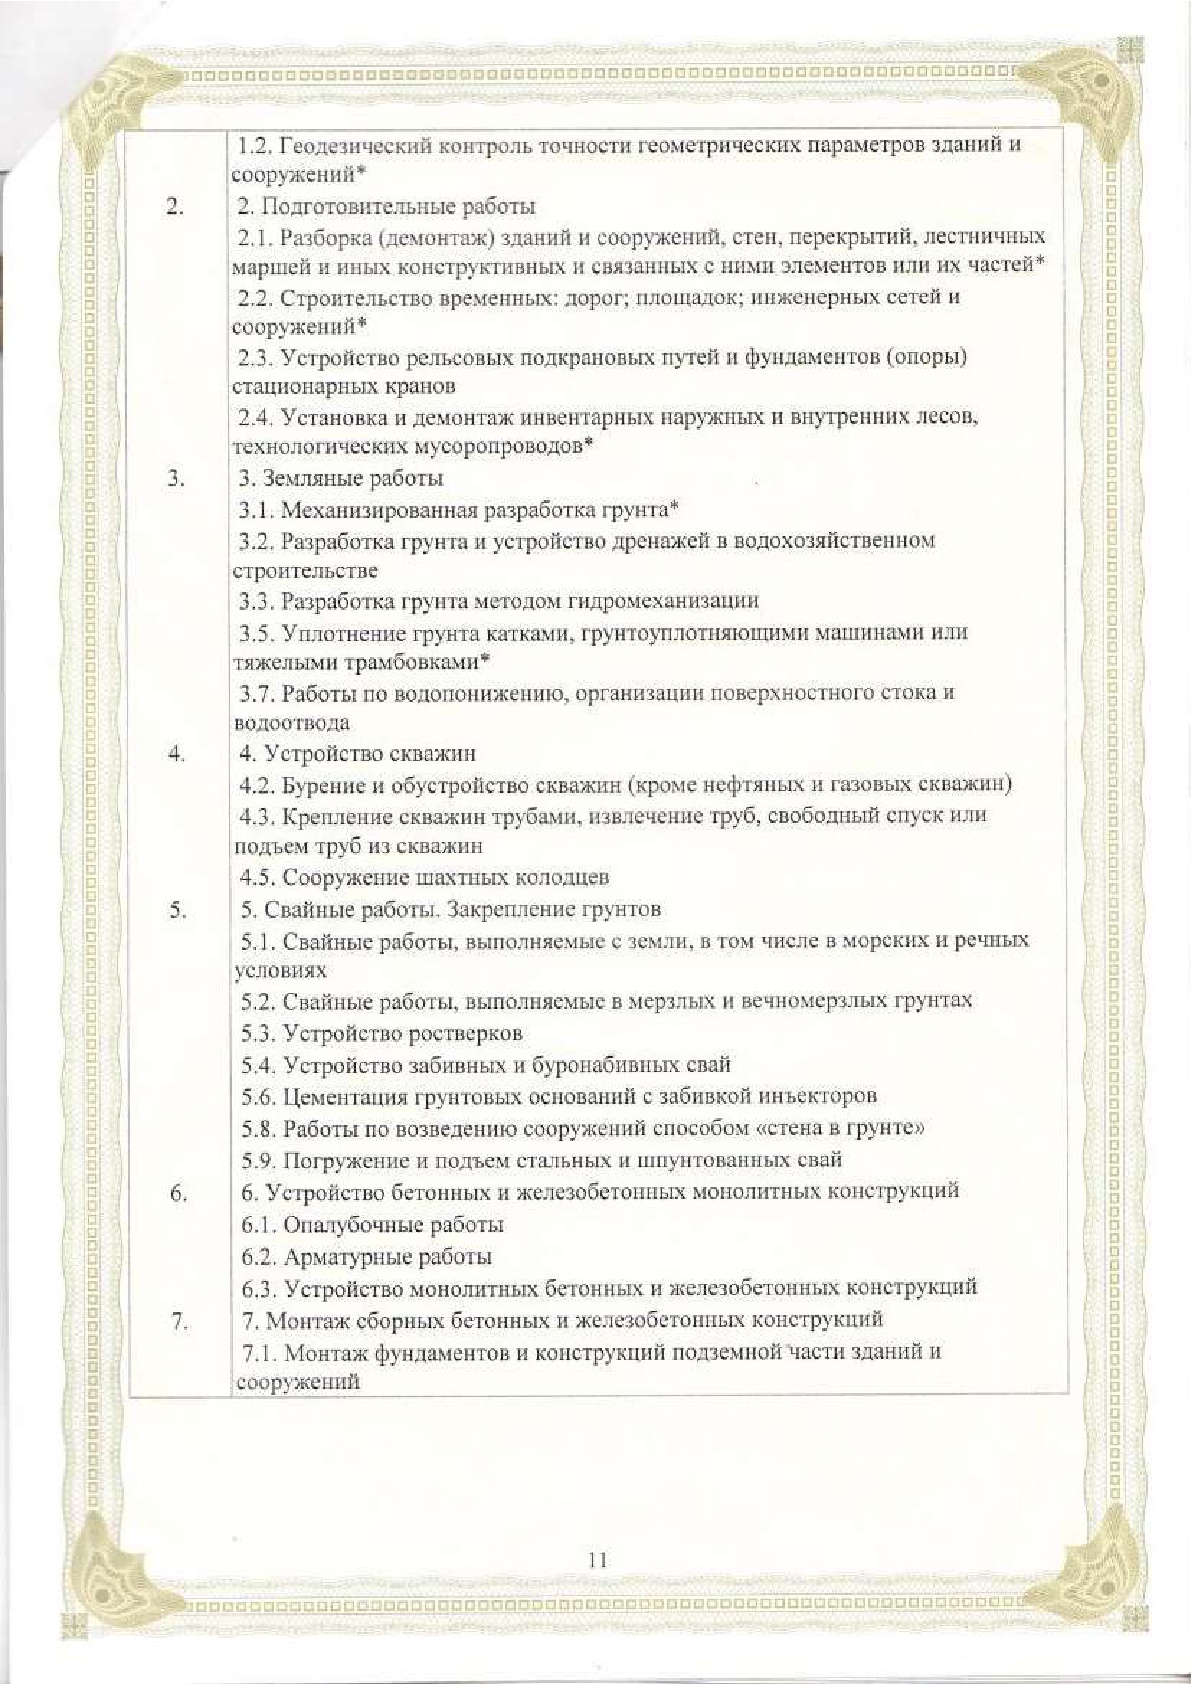 1.2. Геодезический контроль точности геометрических параметров зданий и
сооружений*
2. 2. Подготовительные работы
2.1. Разборка (демонтаж) зданий и сооружений, стен, перекрытий, лестничных
маршей и иных конструктивных и связанных с ними элементов или их частей*
2.2. Строительство временных: дорог; площадок; инженерных сетей и
сооружений*
2.3. Устройство рельсовых подкрановых путей и фундаментов (опоры)
стационарных кранов
2.4. Установка и демонтаж инвентарных наружных и внутренних лесов,
технологических мусоропроводов*
3. 3. Земляные работы
3.1. Механизированная разработка грунта*
3.2. Разработка грунта и устройство дренажей в водохозяйственном
строительстве
3.3. Разработка грунта методом гидромеханизации
3.5. Уплотнение грунта катками, грунтоуплотняющими машинами или
тяжелыми трамбовками*
3.7. Работы по водопонижению, организации поверхностного стока и
водоотвода
4. 4. Устройство скважин
4.2. Бурение и обустройство скважин (кроме нефтяных и газовых скважин)
4.3. Крепление скважин трубами, извлечение труб, свободный спуск или
подъем труб из скважин
4.5. Сооружение шахтных колодцев
5. 5. Свайные работы. Закрепление грунтов
5.1. Свайные работы, выполняемые с земли, в том числе в морских и речных
условиях
5.2. Свайные работы, выполняемые в мерзлых и вечномерзлых грунтах
5.3. Устройство ростверков
5.4. Устройство забивных и буронабивных свай
5.6. Цементация грунтовых оснований с забивкой инъекторов
5.8. Работы по возведению сооружений способом «стена в грунте»
5.9. Погружение и подъем стальных и шпунтованных свай
6. 6. Устройство бетонных и железобетонных монолитных конструкций
6.1. Опалубочные работы
6.2. Арматурные работы
6.3. Устройство монолитных бетонных и железобетонных конструкций
7. 7. Монтаж сборных бетонных и железобетонных конструкций
7.1. Монтаж фундаментов и конструкций подземной части зданий и
сооружений
11